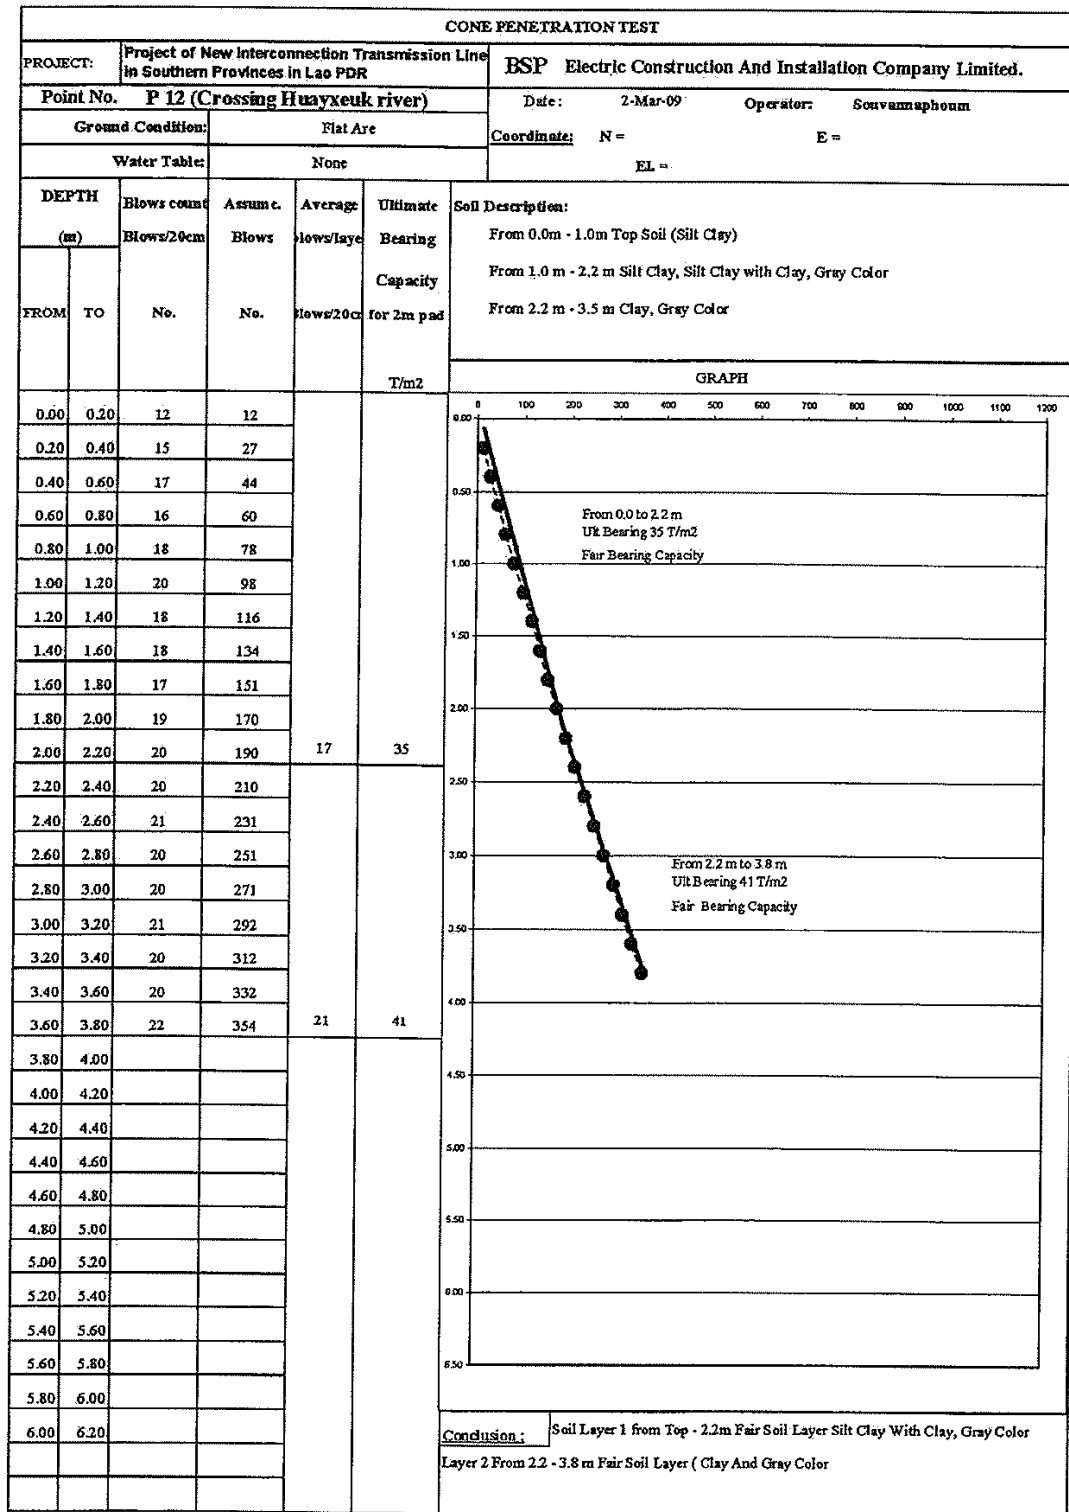 CONE PENETRATION TEST
PROJECT: Project of New Interconnection Transmission Line in Southern Provinces in Lao PDR
BSP Electric Construction And Installation Company Limited.
Point No. P 12 (Crossing Huayxeuk river)
Date: 2-Mar-09 Operator: Souvannaphoum
Ground Condition: Flat Are
Coordinate: N = E =
Water Table: None
EL =
DEPTH (m) FROM TO
Blows count Blows/20cm No.
Assume. Blows No.
Average lows/laye lows/20c
Ultimate Bearing Capacity for 2m pad T/m2
Soil Description:
From 0.0m - 1.0m Top Soil (Silt Clay)
From 1.0 m - 2.2 m Silt Clay, Silt Clay with Clay, Gray Color
From 2.2 m - 3.5 m Clay, Gray Color
GRAPH
0.00 0.20 12 12
0.20 0.40 15 27
0.40 0.60 17 44
0.60 0.80 16 60
0.80 1.00 18 78
1.00 1.20 20 98
1.20 1.40 18 116
1.40 1.60 18 134
1.60 1.80 17 151
1.80 2.00 19 170
2.00 2.20 20 190 17 35
2.20 2.40 20 210
2.40 2.60 21 231
2.60 2.80 20 251
2.80 3.00 20 271
3.00 3.20 21 292
3.20 3.40 20 312
3.40 3.60 20 332
3.60 3.80 22 354 21 41
3.80 4.00
4.00 4.20
4.20 4.40
4.40 4.60
4.60 4.80
4.80 5.00
5.00 5.20
5.20 5.40
5.40 5.60
5.60 5.80
5.80 6.00
6.00 6.20
0 100 200 300 400 500 600 700 800 900 1000 1100 1200
0.00
0.50
1.00
1.50
2.00
2.50
3.00
3.50
4.00
4.50
5.00
5.50
6.00
6.50
From 0.0 to 2.2 m
Ult Bearing 35 T/m2
Fair Bearing Capacity
From 2.2 m to 3.8 m
Ult Bearing 41 T/m2
Fair Bearing Capacity
Conclusion : Soil Layer 1 from Top - 2.2m Fair Soil Layer Silt Clay With Clay, Gray Color
Layer 2 From 2.2 - 3.8 m Fair Soil Layer ( Clay And Gray Color